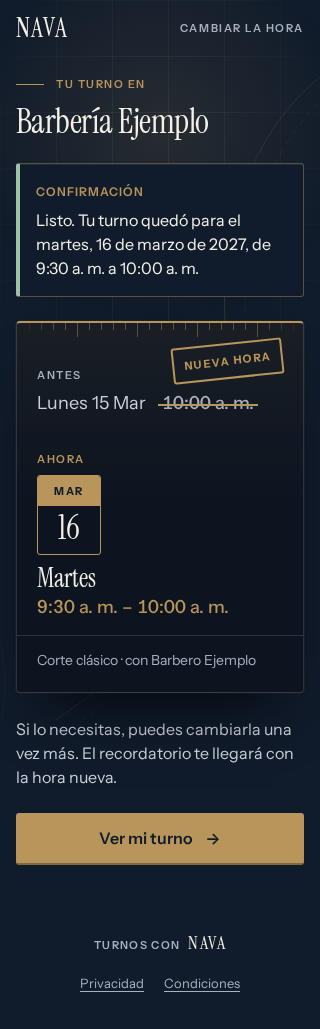 NAVA
CAMBIAR LA HORA
TU TURNO EN
Barbería Ejemplo
CONFIRMACIÓN
Listo. Tu turno quedó para el
martes, 16 de marzo de 2027, de
9:30 a. m. a 10:00 a. m.
NUEVA HORA
ANTES
Lunes 15 Mar 10:00 a. m.
AHORA
MAR
16
Martes
9:30 a. m. – 10:00 a. m.
Corte clásico · con Barbero Ejemplo
Si lo necesitas, puedes cambiarla una
vez más. El recordatorio te llegará con
la hora nueva.
Ver mi turno →
TURNOS CON NAVA
Privacidad Condiciones